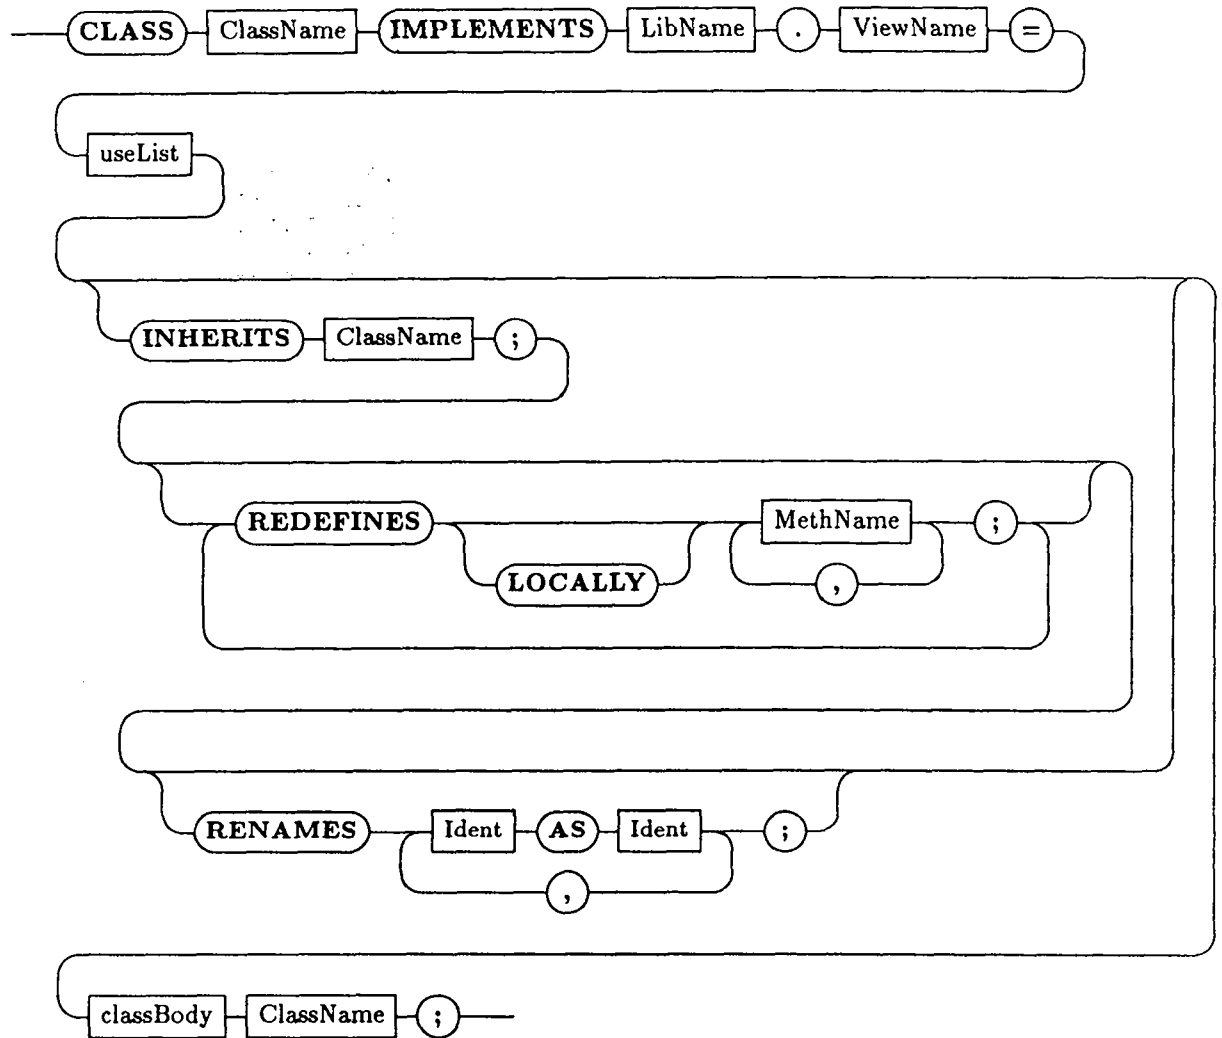 CLASS ClassName IMPLEMENTS LibName . ViewName =
useList
INHERITS ClassName ;
REDEFINES MethName ;
LOCALLY ,
RENAMES Ident AS Ident ;
,
classBody ClassName ;